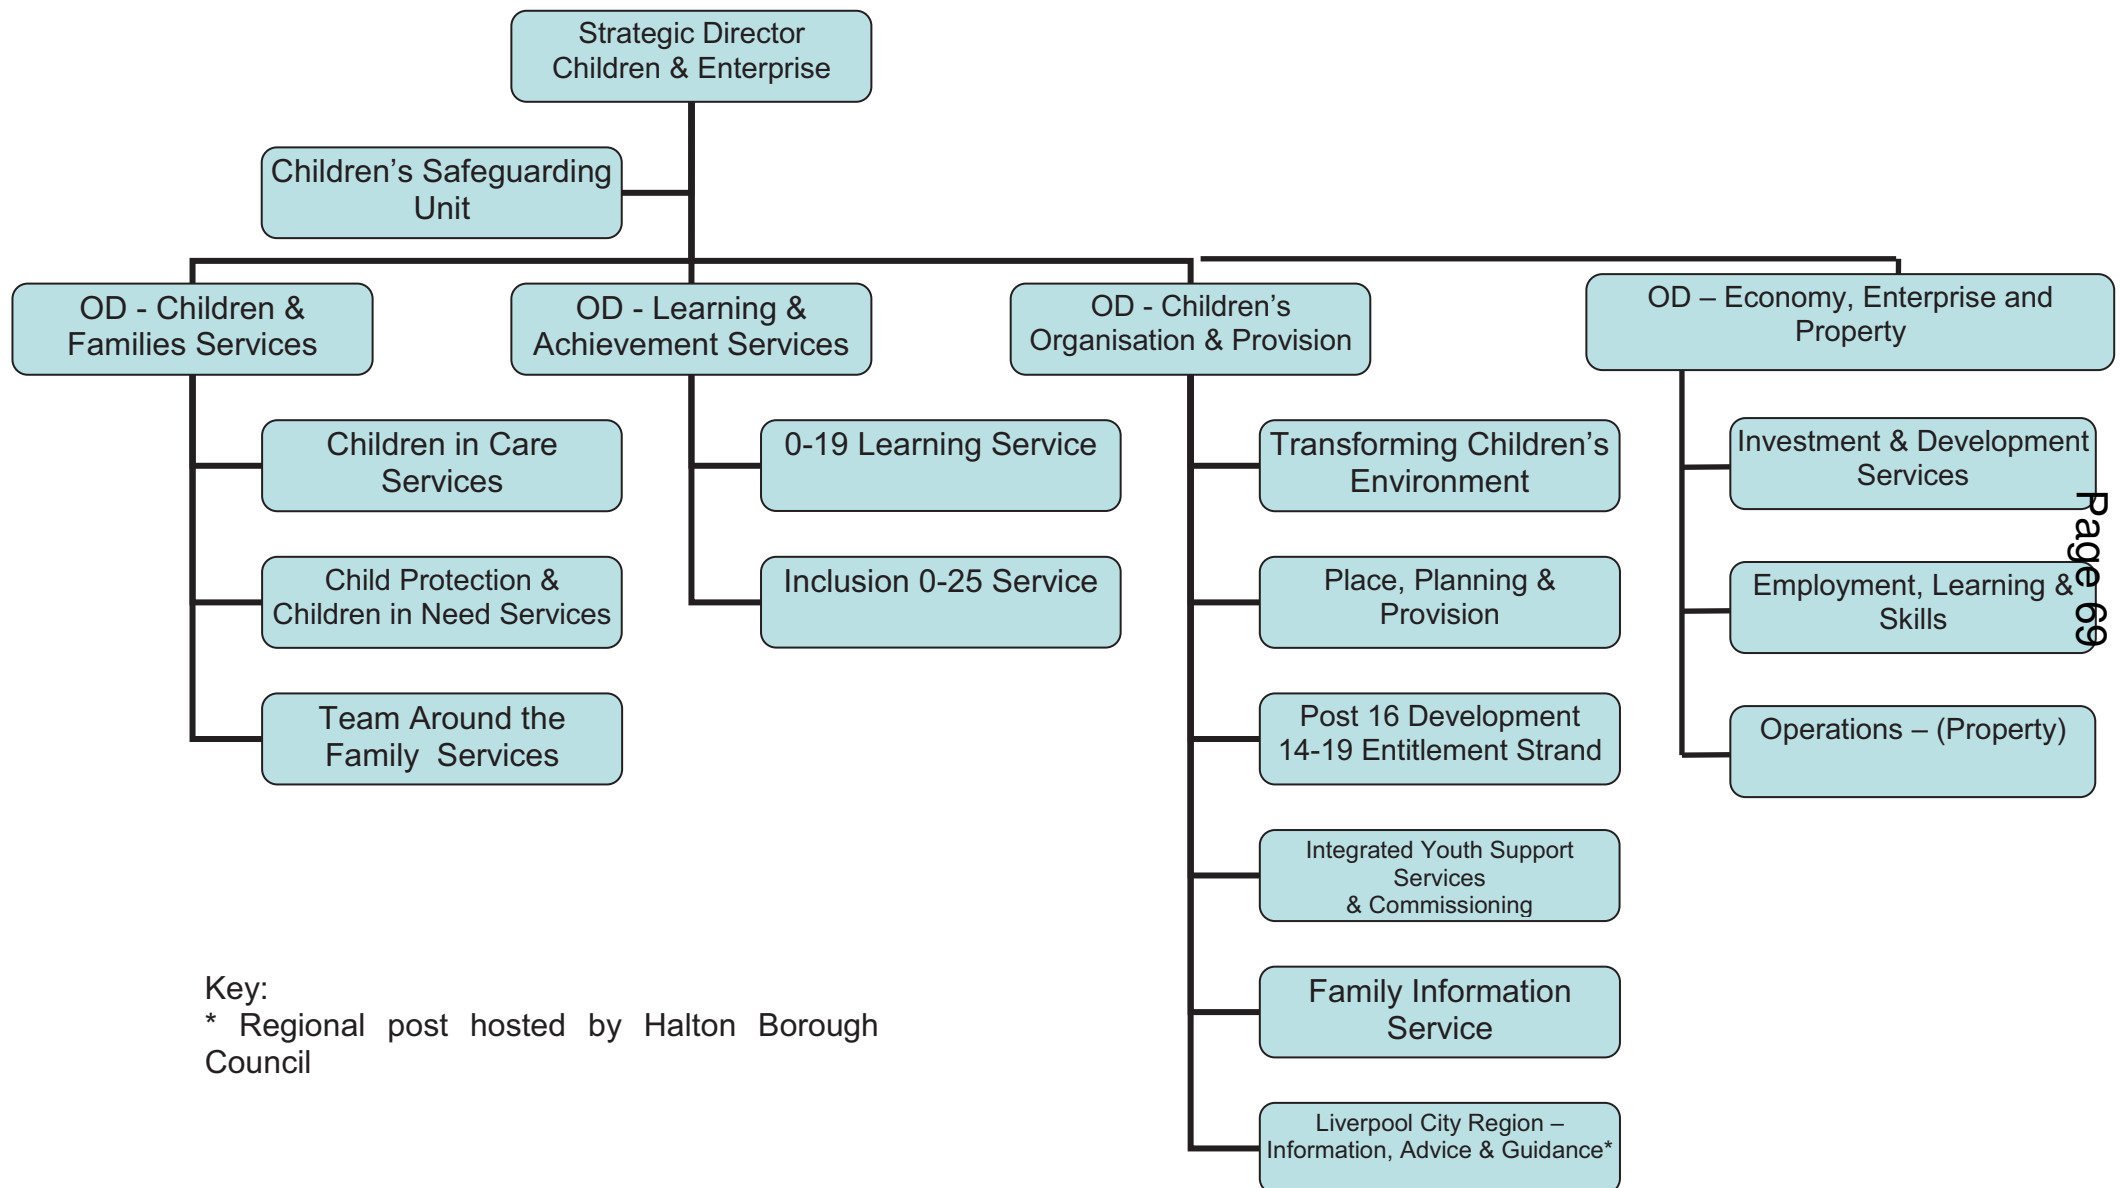 Strategic Director
Children & Enterprise
Children’s Safeguarding
Unit
OD - Children &
Families Services
OD - Learning &
Achievement Services
OD - Children’s
Organisation & Provision
OD – Economy, Enterprise and
Property
Children in Care
Services
Child Protection &
Children in Need Services
Team Around the
Family  Services
0-19 Learning Service
Inclusion 0-25 Service
Transforming Children’s
Environment
Place, Planning &
Provision
Post 16 Development
14-19 Entitlement Strand
Integrated Youth Support
Services
& Commissioning
Family Information
Service
Liverpool City Region –
Information, Advice & Guidance*
Investment & Development
Services
Employment, Learning &
Skills
Operations – (Property)
Page 69
Key:
* Regional post hosted by Halton Borough
Council